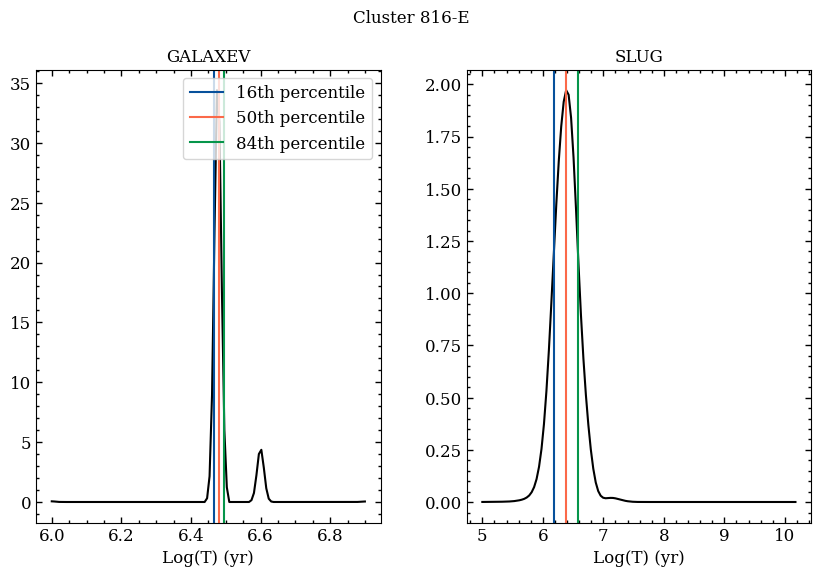 Cluster 816-E
GALAXEV
35
30
25
20
15
10
5
0
6.0 6.2 6.4 6.6 6.8
Log(T) (yr)
16th percentile
50th percentile
84th percentile
SLUG
2.00
1.75
1.50
1.25
1.00
0.75
0.50
0.25
0.00
5 6 7 8 9 10
Log(T) (yr)